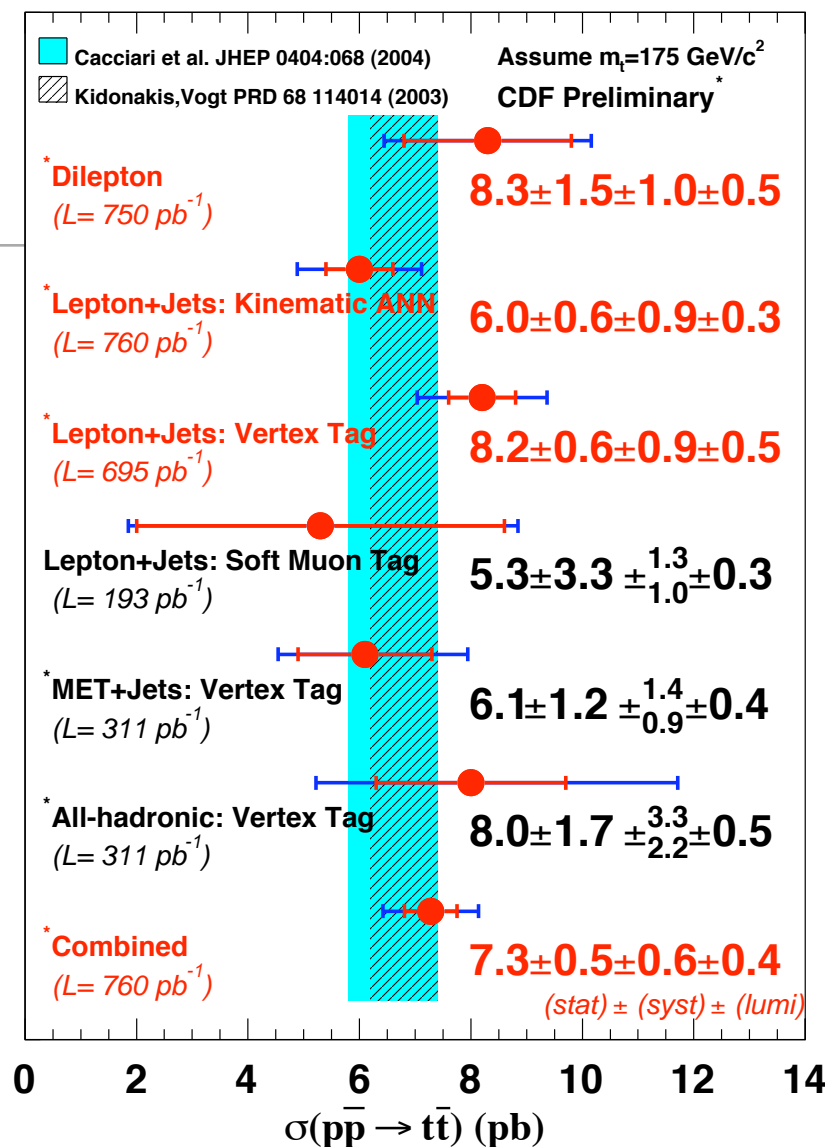 Cacciari et al. JHEP 0404:068 (2004)
Assume m_t=175 GeV/c²
Kidonakis,Vogt PRD 68 114014 (2003)
CDF Preliminary*
*Dilepton
8.3±1.5±1.0±0.5
(L= 750 pb⁻¹)
*Lepton+Jets: Kinematic ANN
6.0±0.6±0.9±0.3
(L= 760 pb⁻¹)
*Lepton+Jets: Vertex Tag
8.2±0.6±0.9±0.5
(L= 695 pb⁻¹)
Lepton+Jets: Soft Muon Tag
5.3±3.3 ±1.3 1.0±0.3
(L= 193 pb⁻¹)
*MET+Jets: Vertex Tag
6.1±1.2 ±1.4 0.9±0.4
(L= 311 pb⁻¹)
*All-hadronic: Vertex Tag
8.0±1.7 ±3.3 2.2±0.5
(L= 311 pb⁻¹)
*Combined
7.3±0.5±0.6±0.4
(L= 760 pb⁻¹)
(stat) ± (syst) ± (lumi)
0 2 4 6 8 10 12 14
σ(pp̄ → tt̄) (pb)